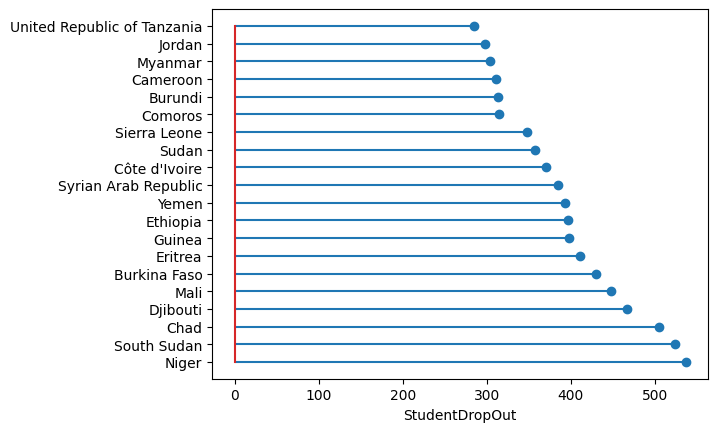 United Republic of Tanzania
Jordan
Myanmar
Cameroon
Burundi
Comoros
Sierra Leone
Sudan
Côte d'Ivoire
Syrian Arab Republic
Yemen
Ethiopia
Guinea
Eritrea
Burkina Faso
Mali
Djibouti
Chad
South Sudan
Niger
0 100 200 300 400 500
StudentDropOut